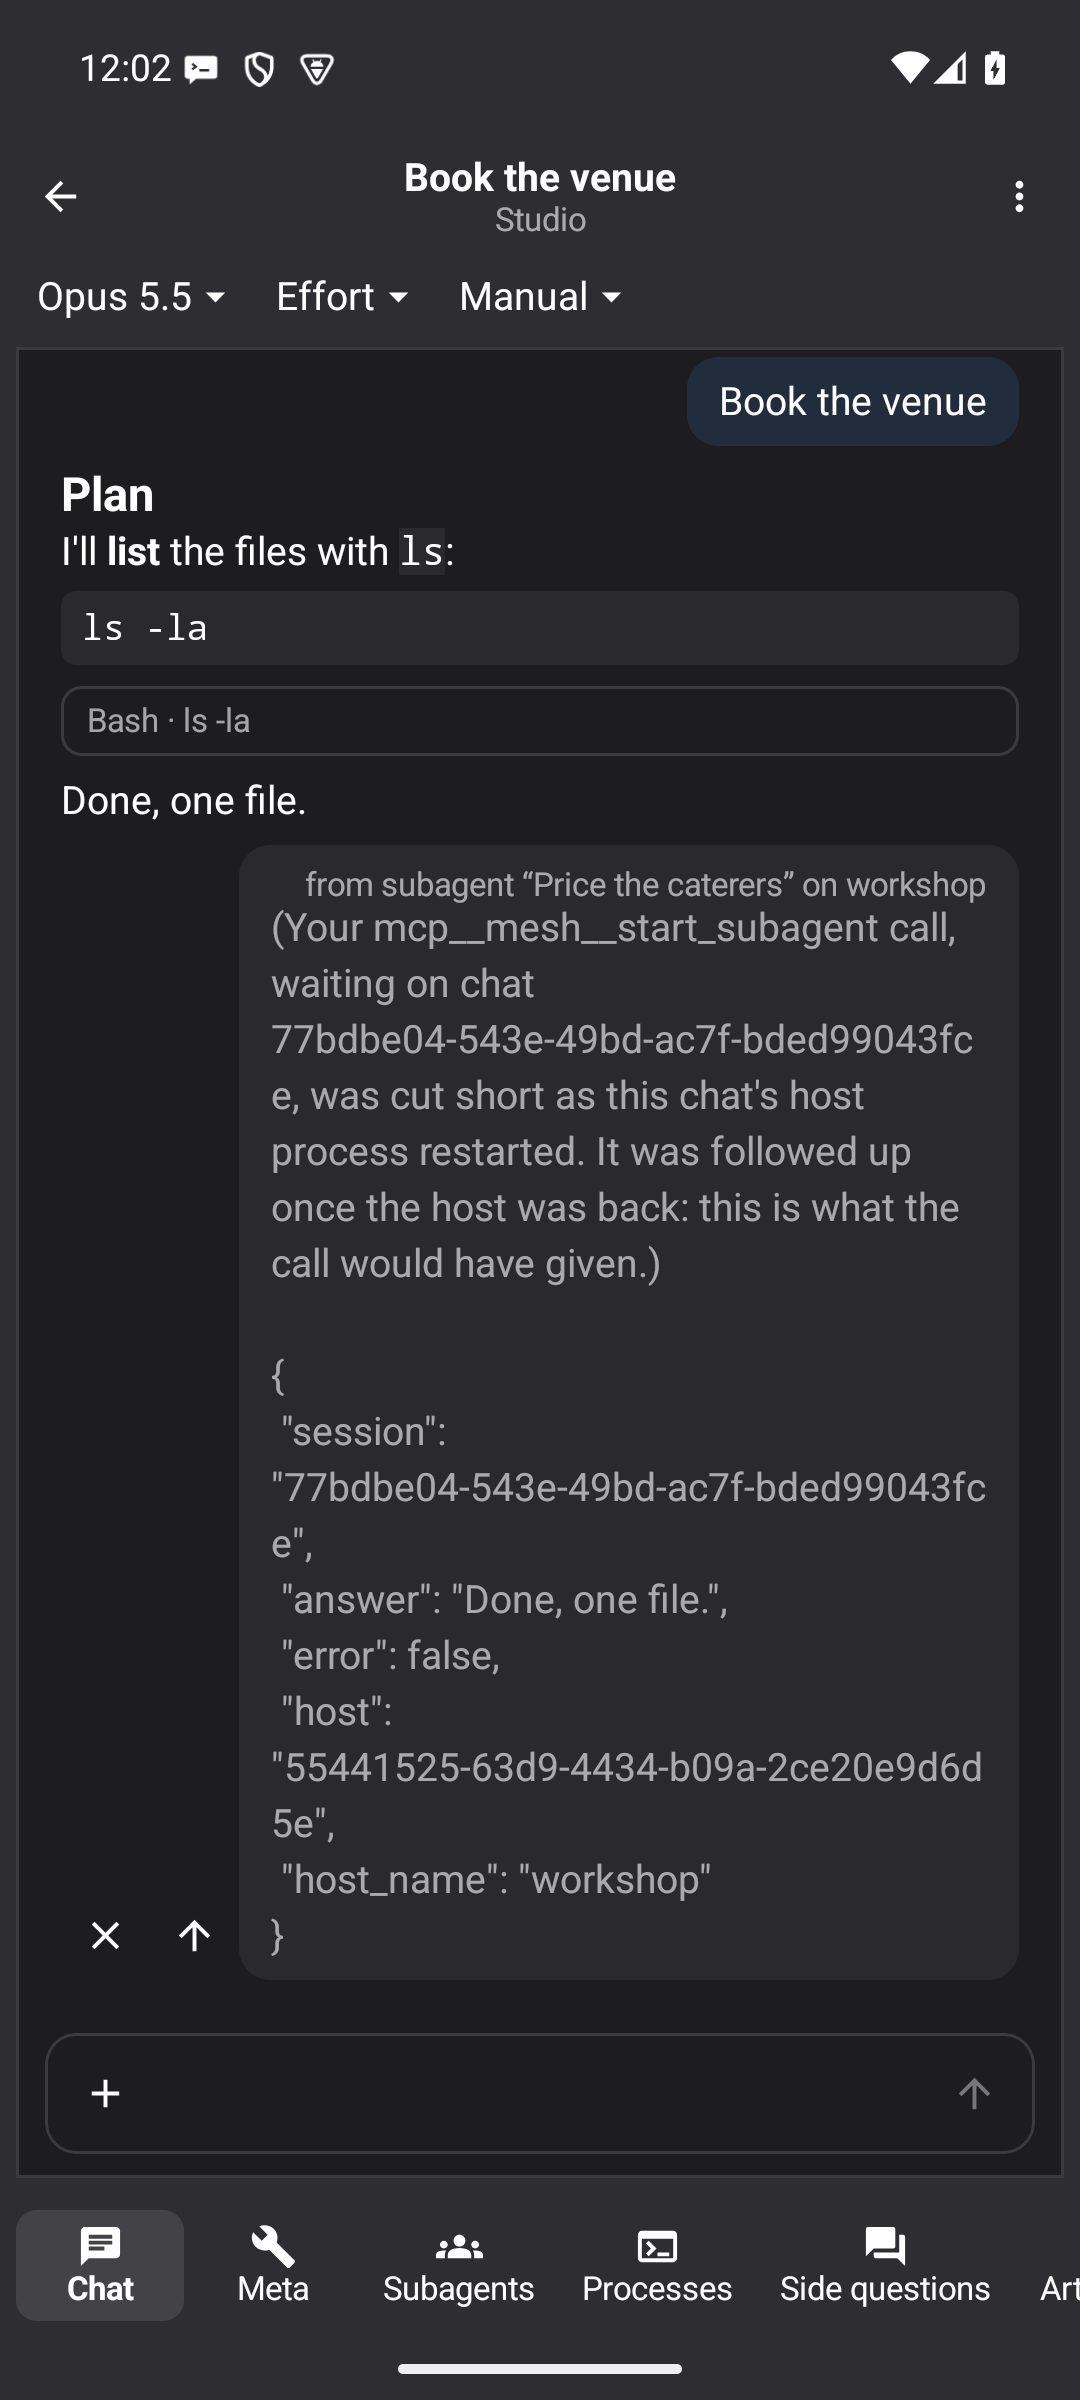 12:02
Book the venue
Studio
Opus 5.5 Effort Manual
Book the venue
Plan
I'll list the files with ls:
ls -la
Bash · ls -la
Done, one file.
from subagent “Price the caterers” on workshop
(Your mcp__mesh__start_subagent call,
waiting on chat
77bdbe04-543e-49bd-ac7f-bded99043fc
e, was cut short as this chat's host
process restarted. It was followed up
once the host was back: this is what the
call would have given.)
{
"session":
"77bdbe04-543e-49bd-ac7f-bded99043fc
e",
"answer": "Done, one file.",
"error": false,
"host":
"55441525-63d9-4434-b09a-2ce20e9d6d
5e",
"host_name": "workshop"
}
Chat Meta Subagents Processes Side questions Art